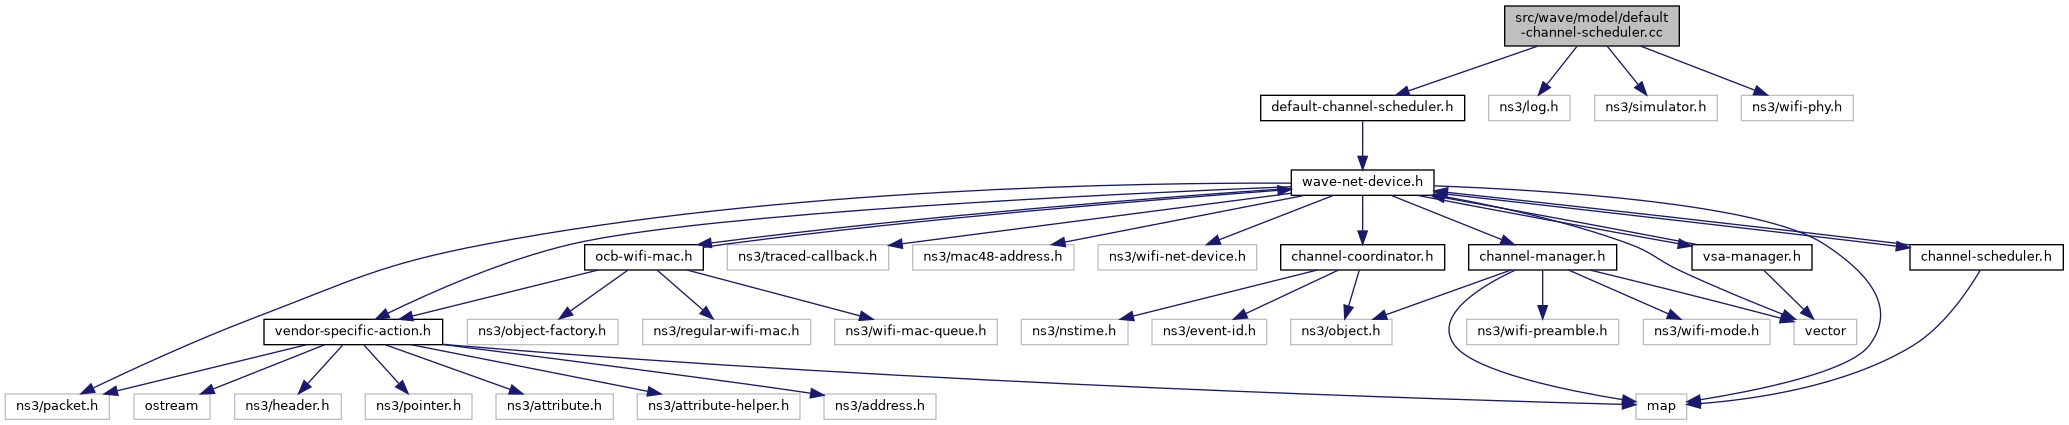 src/wave/model/default
-channel-scheduler.cc
default-channel-scheduler.h
ns3/log.h
ns3/simulator.h
ns3/wifi-phy.h
wave-net-device.h
ocb-wifi-mac.h
ns3/traced-callback.h
ns3/mac48-address.h
ns3/wifi-net-device.h
channel-coordinator.h
channel-manager.h
vsa-manager.h
channel-scheduler.h
vendor-specific-action.h
ns3/object-factory.h
ns3/regular-wifi-mac.h
ns3/wifi-mac-queue.h
ns3/nstime.h
ns3/event-id.h
ns3/object.h
ns3/wifi-preamble.h
ns3/wifi-mode.h
vector
ns3/packet.h
ostream
ns3/header.h
ns3/pointer.h
ns3/attribute.h
ns3/attribute-helper.h
ns3/address.h
map